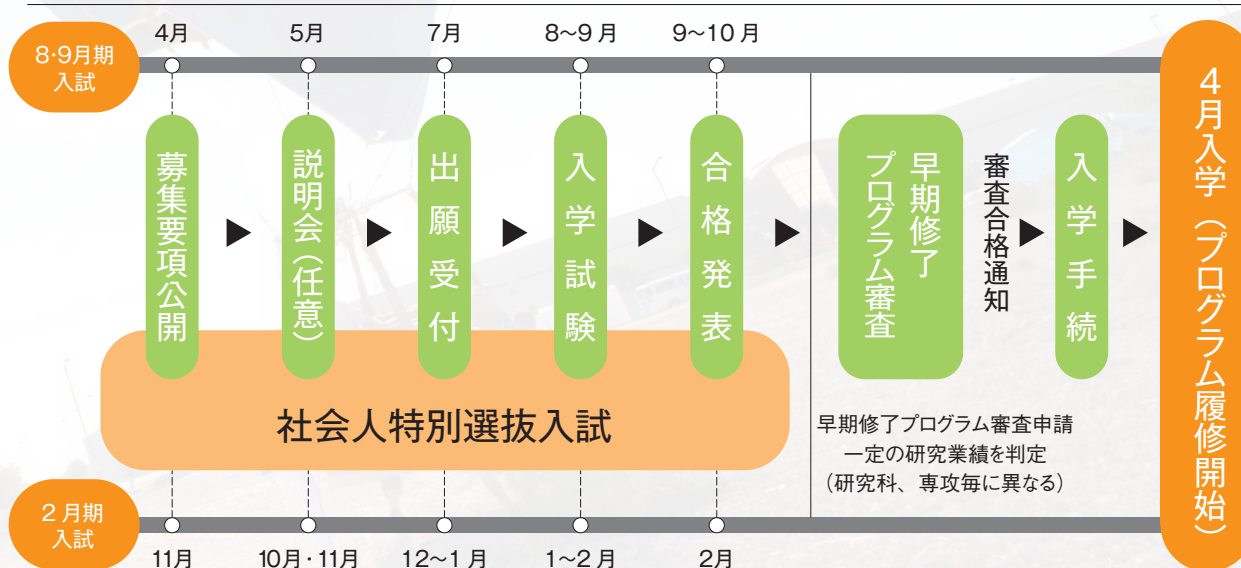 8・9月期
入試
4月
5月
7月
8〜9月
9〜10月
募集要項公開
説明会（任意）
出願受付
入学試験
合格発表
早期修了
プログラム審査
審査合格通知
入学手続
4月入学（プログラム履修開始）
社会人特別選抜入試
早期修了プログラム審査申請
一定の研究業績を判定
（研究科、専攻毎に異なる）
2月期
入試
11月
10月・11月
12〜1月
1〜2月
2月